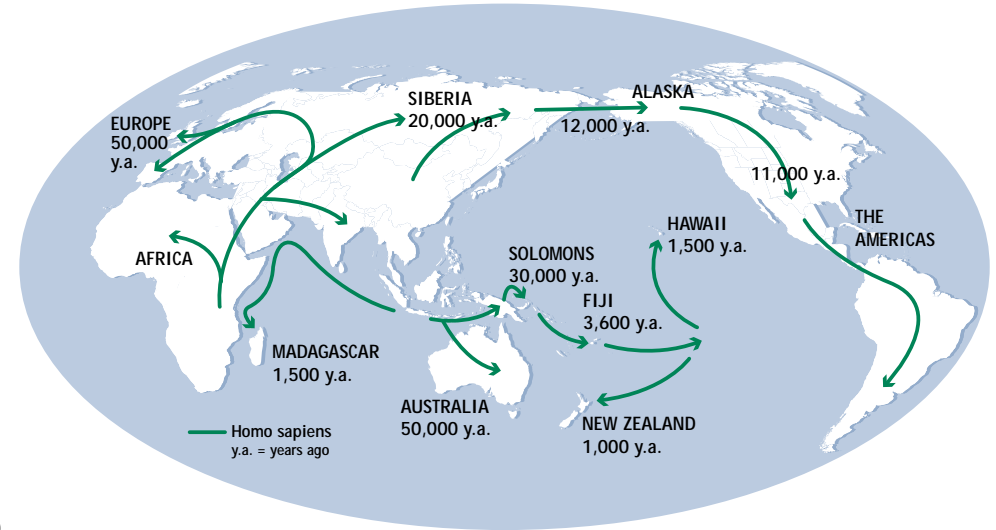 EUROPE
50,000
y.a.
SIBERIA
20,000 y.a.
ALASKA
12,000 y.a.
11,000 y.a.
THE
AMERICAS
AFRICA
HAWAII
1,500 y.a.
SOLOMONS
30,000 y.a.
FIJI
3,600 y.a.
MADAGASCAR
1,500 y.a.
AUSTRALIA
50,000 y.a.
NEW ZEALAND
1,000 y.a.
Homo sapiens
y.a. = years ago